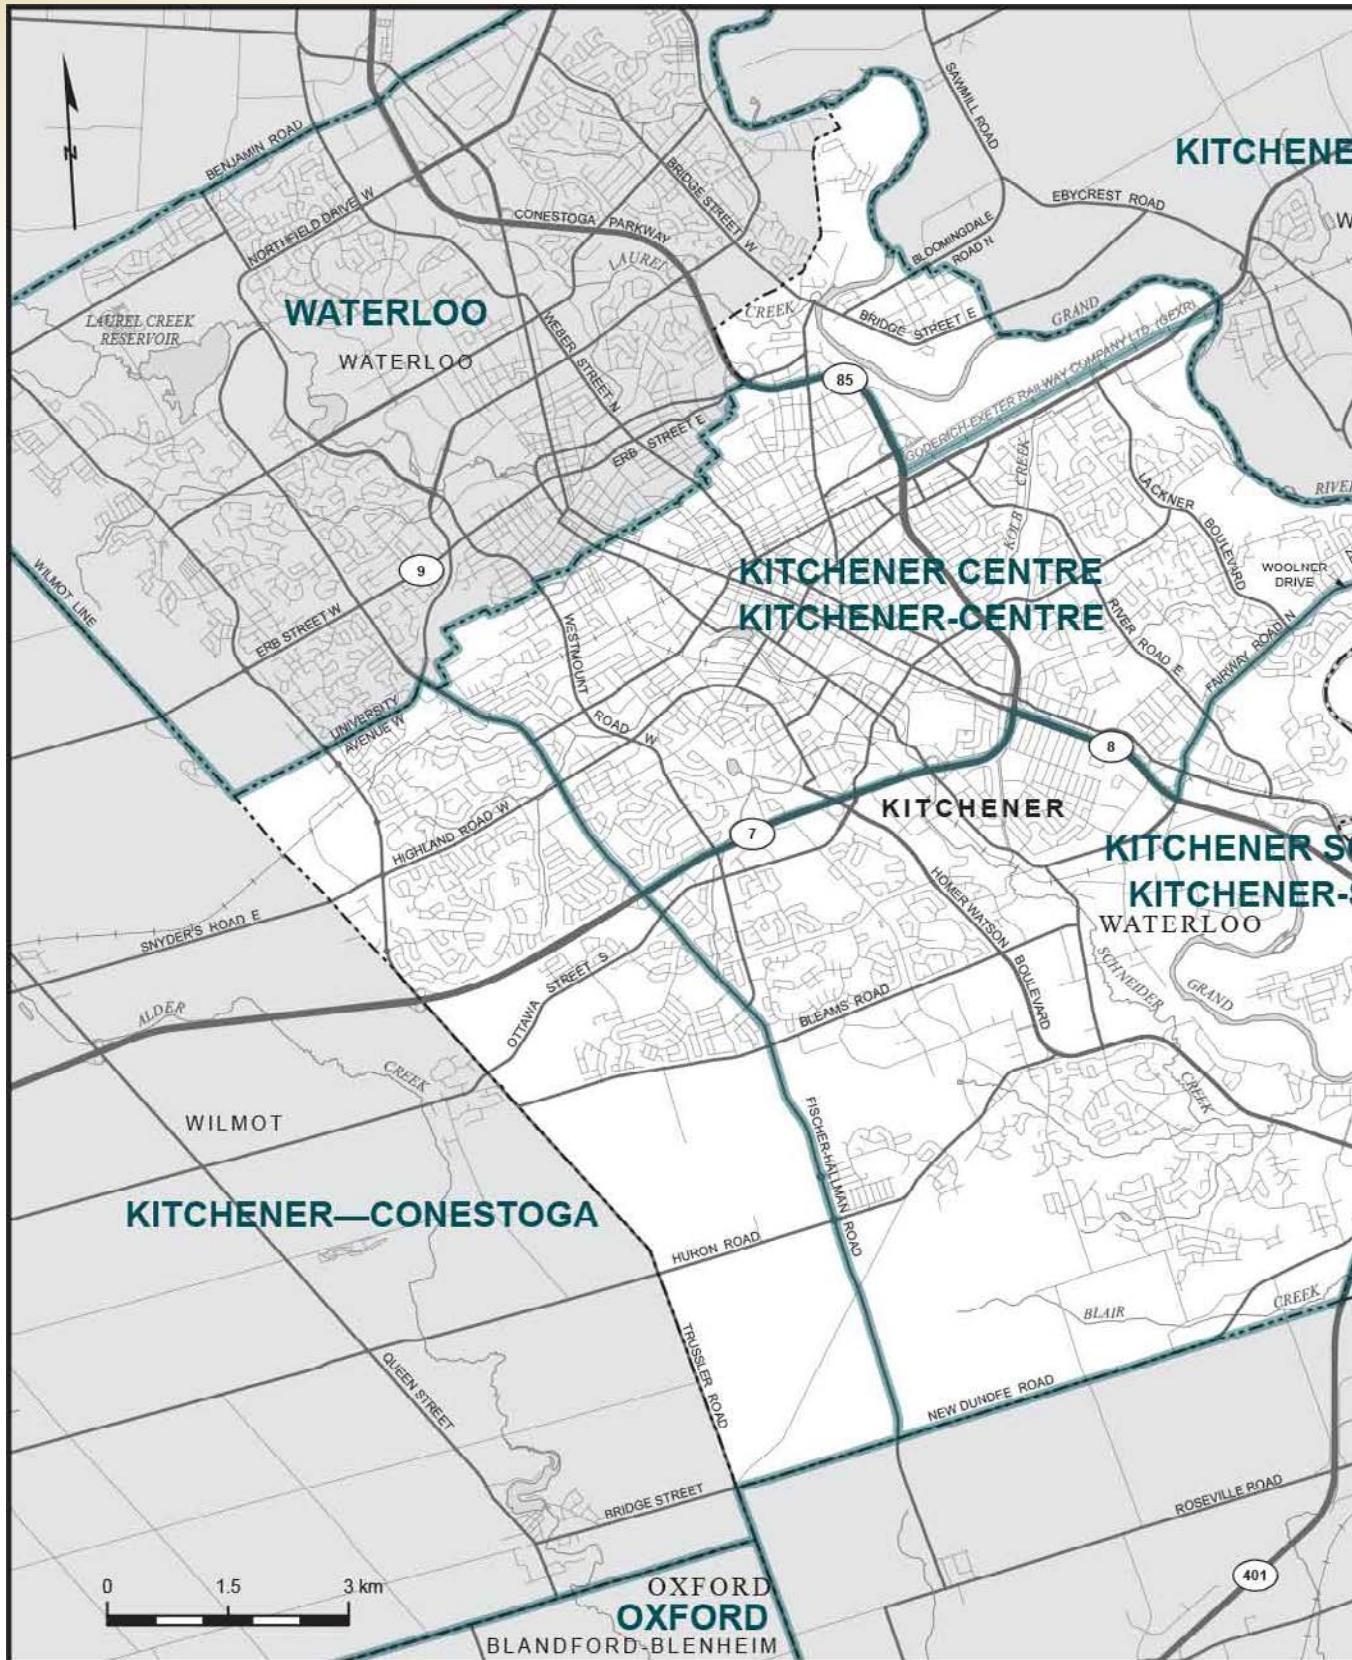 SAWMILL ROAD
KITCHENE
BENJAMIN ROAD
N
BRIDGE STREET W
NORTHFIELD DRIVE W
EBYCREST ROAD
CONESTOGA PARKWAY
W
BLOOMINGDALE
ROAD N
LAUREL
WATERLOO
CREEK
GRAND
BRIDGE STREET E
LAUREL CREEK
RESERVOIR
WEBER STREET N
WATERLOO
GODERICH-EXETER RAILWAY COMPANY LTD. (GEXR)
85
ERB STREET E
CREEK
KOLB
LACKNER
BOULEVARD
RIVER
WILMOT LINE
9
KITCHENER CENTRE
KITCHENER-CENTRE
WOOLNER
DRIVE
ERB STREET W
WESTMOUNT
ROAD W
RIVER ROAD E
FAIRWAY ROAD N
UNIVERSITY
AVENUE W
8
HIGHLAND ROAD W
KITCHENER
7
KITCHENER SO
KITCHENER-S
WATERLOO
HOMER WATSON
BOULEVARD
SNYDER'S ROAD E
SCHNEIDER
CREEK
GRAND
ALDER
CREEK
OTTAWA STREET S
BLEAMS ROAD
WILMOT
FISCHER-HALLMAN ROAD
KITCHENER—CONESTOGA
HURON ROAD
BLAIR
CREEK
QUEEN STREET
TRUSSLER ROAD
NEW DUNDEE ROAD
BRIDGE STREET
ROSEVILLE ROAD
0 1.5 3 km
401
OXFORD
OXFORD
BLANDFORD-BLENHEIM